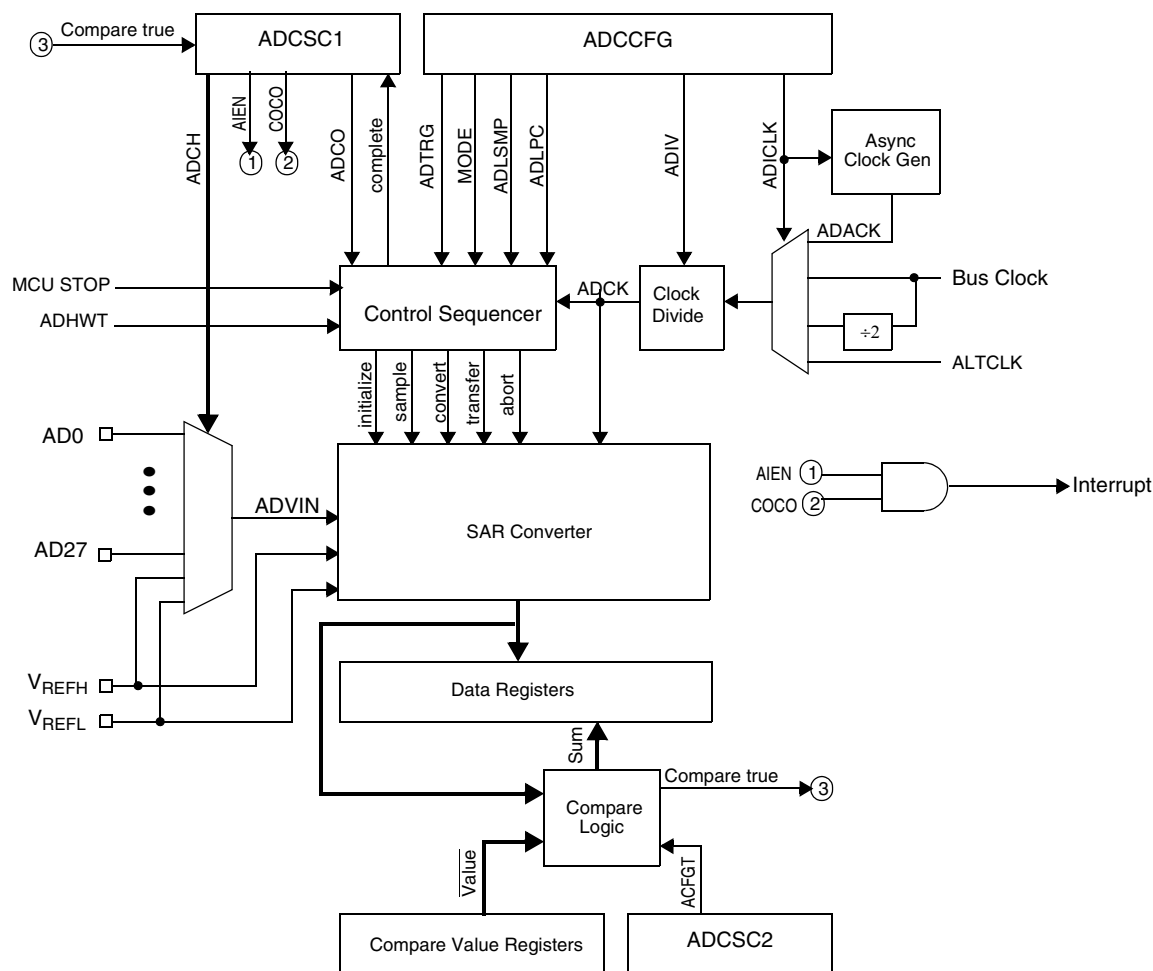 3
Compare true
ADCSC1
ADCCFG
ADCH
AIEN
COCO
ADCO
complete
ADTRG
MODE
ADLSMP
ADLPC
ADIV
ADICLK
Async
Clock Gen
1
2
ADACK
MCU STOP
ADHWT
Control Sequencer
ADCK
Clock
Divide
Bus Clock
÷2
ALTCLK
initialize
sample
convert
transfer
abort
AD0
AD27
ADVIN
SAR Converter
AIEN 1
COCO 2
Interrupt
VREFH
VREFL
Data Registers
Sum
Compare true
3
Compare
Logic
Value
ACFGT
Compare Value Registers
ADCSC2